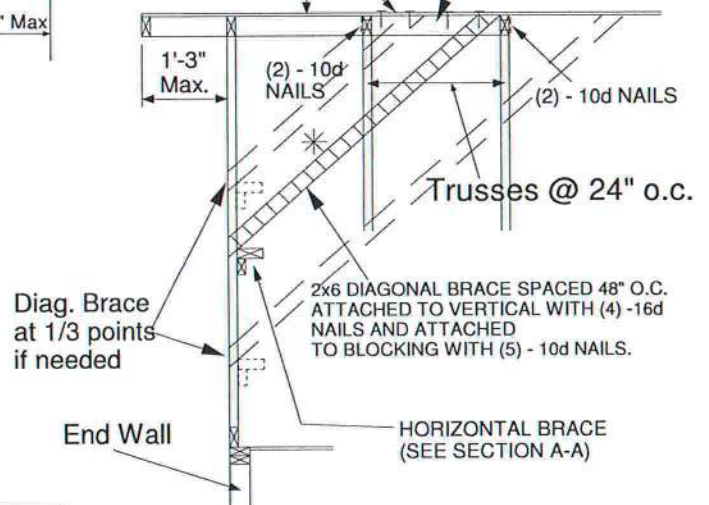 " Max
1'-3"
Max.
(2) - 10d
NAILS
(2) - 10d NAILS
Trusses @ 24" o.c.
2x6 DIAGONAL BRACE SPACED 48" O.C.
ATTACHED TO VERTICAL WITH (4) -16d
NAILS AND ATTACHED
TO BLOCKING WITH (5) - 10d NAILS.
Diag. Brace
at 1/3 points
if needed
HORIZONTAL BRACE
(SEE SECTION A-A)
End Wall